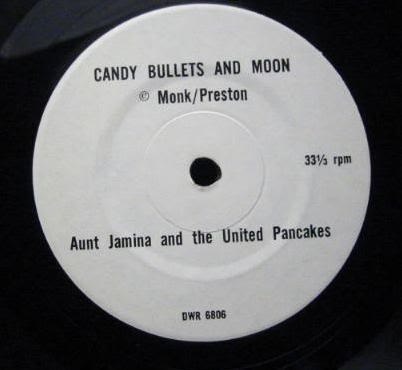 CANDY BULLETS AND MOON
© Monk/Preston
33⅓ rpm
Aunt Jamina and the United Pancakes
DWR 6806